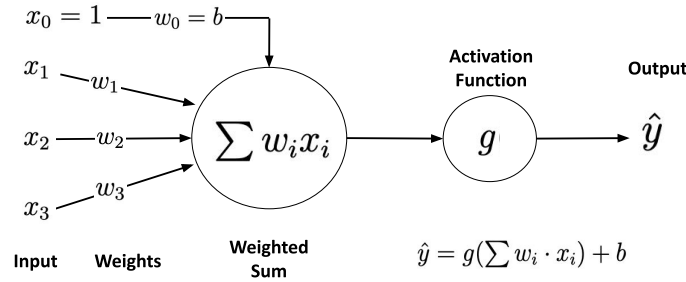 x₀ = 1 w₀ = b
x₁ w₁
x₂ w₂
x₃ w₃
∑ wᵢxᵢ
Activation
Function
g
Output
ŷ
Input
Weights
Weighted
Sum
ŷ = g(∑ wᵢ · xᵢ) + b